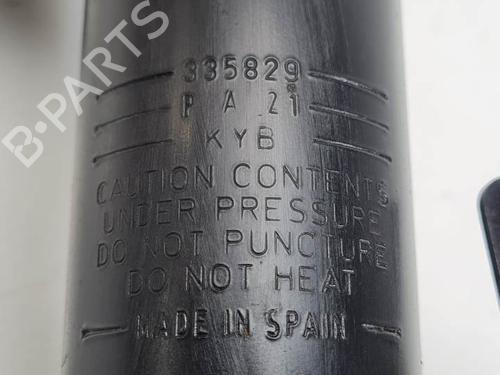 335829
P A 21
KYB
CAUTION CONTENTS
UNDER PRESSURE
DO NOT PUNCTURE
DO NOT HEAT
MADE IN SPAIN
B-PARTS